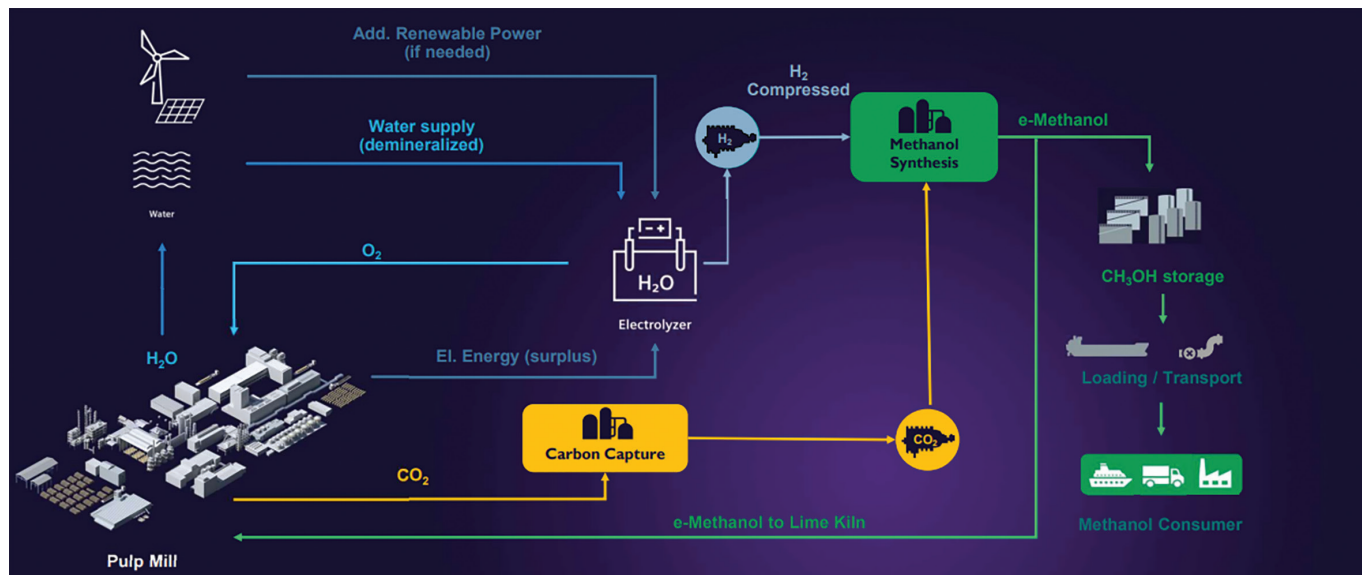 Add. Renewable Power
(if needed)
H₂
Compressed
Water supply
(demineralized)
H₂
Methanol
Synthesis
e-Methanol
Water
O₂
- +
H₂O
Electrolyzer
CH₃OH storage
H₂O
El. Energy (surplus)
Loading / Transport
Carbon Capture
CO₂
CO₂
e-Methanol to Lime Kiln
Methanol Consumer
Pulp Mill